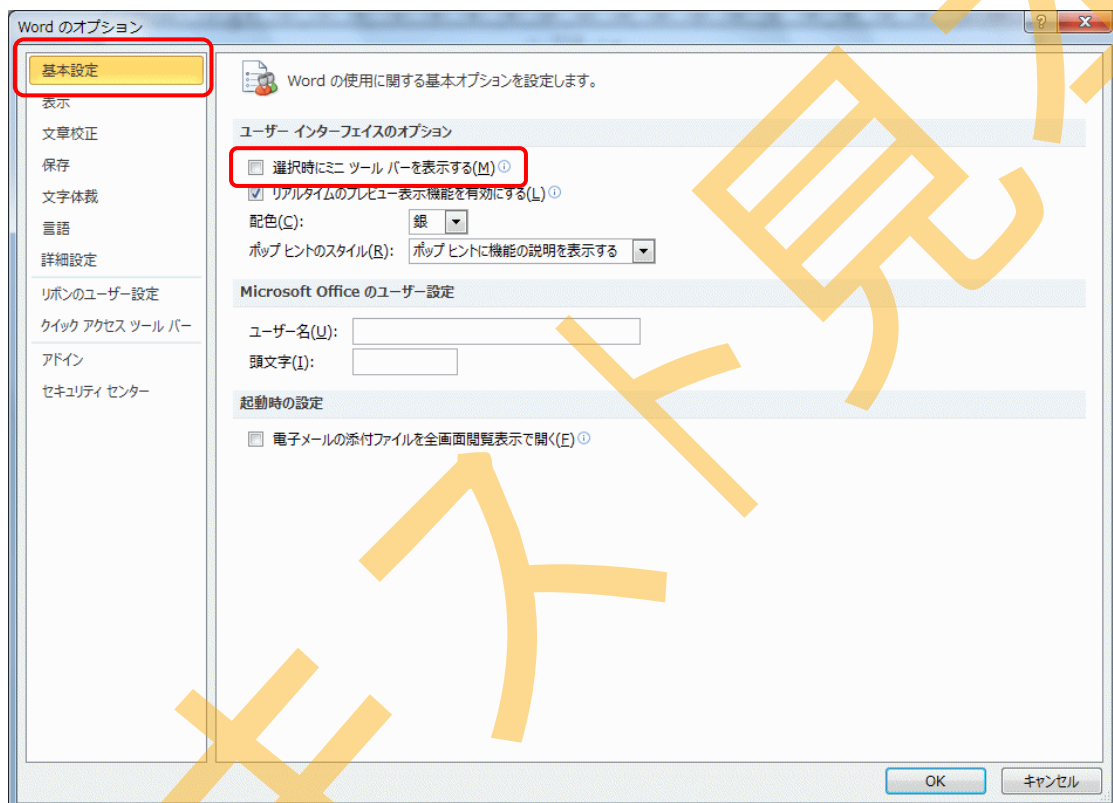 Word のオプション
基本設定
表示
文章校正
保存
文字体裁
言語
詳細設定
リボンのユーザー設定
クイック アクセス ツール バー
アドイン
セキュリティ センター
Word の使用に関する基本オプションを設定します。
ユーザー インターフェイスのオプション
選択時にミニ ツール バーを表示する(M)
リアルタイムのプレビュー表示機能を有効にする(L)
配色(C): 銀
ポップ ヒントのスタイル(R): ポップ ヒントに機能の説明を表示する
Microsoft Office のユーザー設定
ユーザー名(U):
頭文字(I):
起動時の設定
電子メールの添付ファイルを全画面閲覧表示で開く(F)
OK キャンセル
キスト見